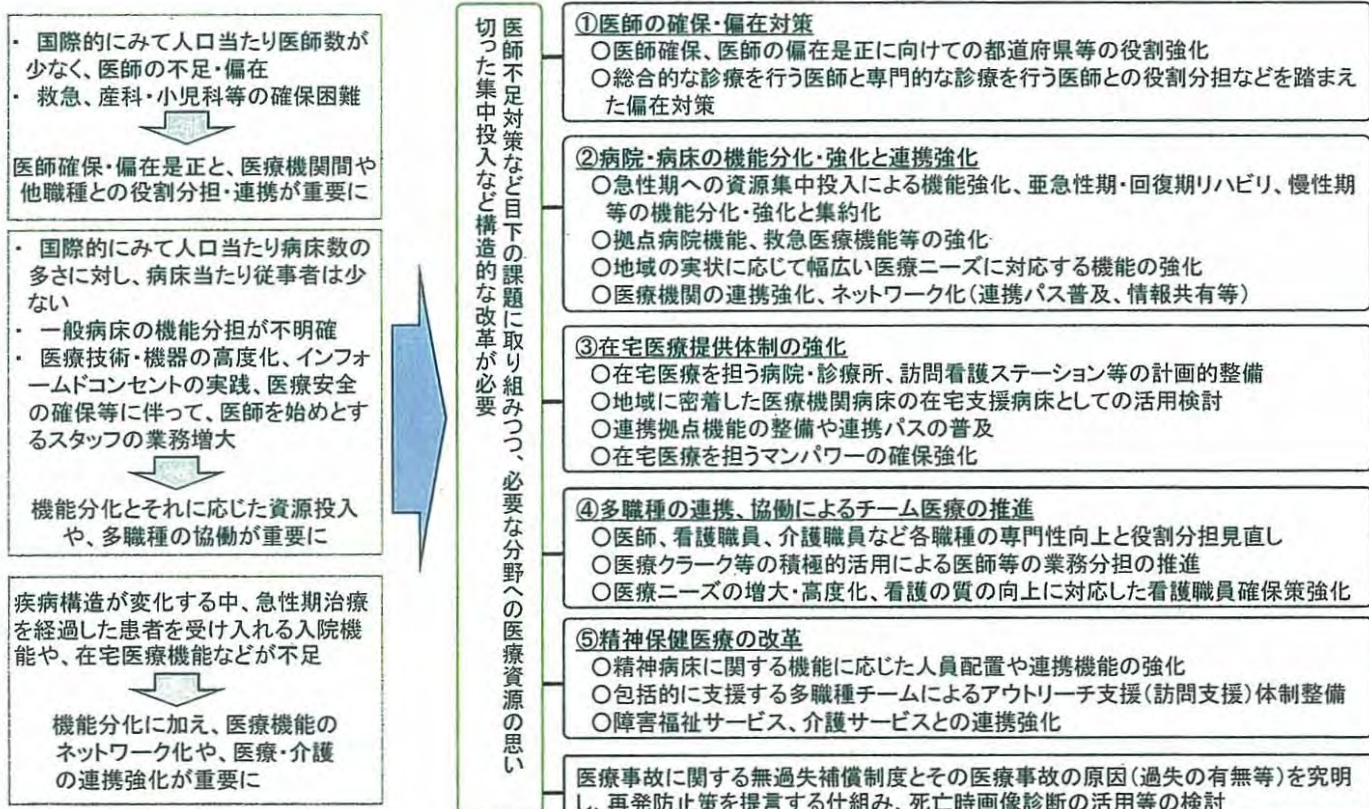 ・ 国際的にみて人口当たり医師数が
少なく、医師の不足・偏在
・ 救急、産科・小児科等の確保困難
医師確保・偏在是正と、医療機関間や
他職種との役割分担・連携が重要に
・ 国際的にみて人口当たり病床数の
多さに対し、病床当たり従事者は少
ない
・ 一般病床の機能分担が不明確
・ 医療技術・機器の高度化、インフォ
ームドコンセントの実践、医療安全
の確保等に伴って、医師を始めとす
るスタッフの業務増大
機能分化とそれに応じた資源投入
や、多職種の協働が重要に
疾病構造が変化する中、急性期治療
を経過した患者を受け入れる入院機
能や、在宅医療機能などが不足
機能分化に加え、医療機能の
ネットワーク化や、医療・介護
の連携強化が重要に
医師不足対策など目下の課題に取り組みつつ、必要な分野への医療資源の思い
切った集中投入など構造的な改革が必要
①医師の確保・偏在対策
○医師確保、医師の偏在是正に向けての都道府県等の役割強化
○総合的な診療を行う医師と専門的な診療を行う医師との役割分担などを踏まえ
た偏在対策
②病院・病床の機能分化・強化と連携強化
○急性期への資源集中投入による機能強化、亜急性期・回復期リハビリ、慢性期
等の機能分化・強化と集約化
○拠点病院機能、救急医療機能等の強化
○地域の実状に応じて幅広い医療ニーズに対応する機能の強化
○医療機関の連携強化、ネットワーク化(連携パス普及、情報共有等)
③在宅医療提供体制の強化
○在宅医療を担う病院・診療所、訪問看護ステーション等の計画的整備
○地域に密着した医療機関病床の在宅支援病床としての活用検討
○連携拠点機能の整備や連携パスの普及
○在宅医療を担うマンパワーの確保強化
④多職種の連携、協働によるチーム医療の推進
○医師、看護職員、介護職員など各職種の専門性向上と役割分担見直し
○医療クラーク等の積極的活用による医師等の業務分担の推進
○医療ニーズの増大・高度化、看護の質の向上に対応した看護職員確保策強化
⑤精神保健医療の改革
○精神病床に関する機能に応じた人員配置や連携機能の強化
○包括的に支援する多職種チームによるアウトリーチ支援(訪問支援)体制整備
○障害福祉サービス、介護サービスとの連携強化
医療事故に関する無過失補償制度とその医療事故の原因(過失の有無等)を究明
し、再発防止策を提言する仕組み、死亡時画像診断の活用等の検討